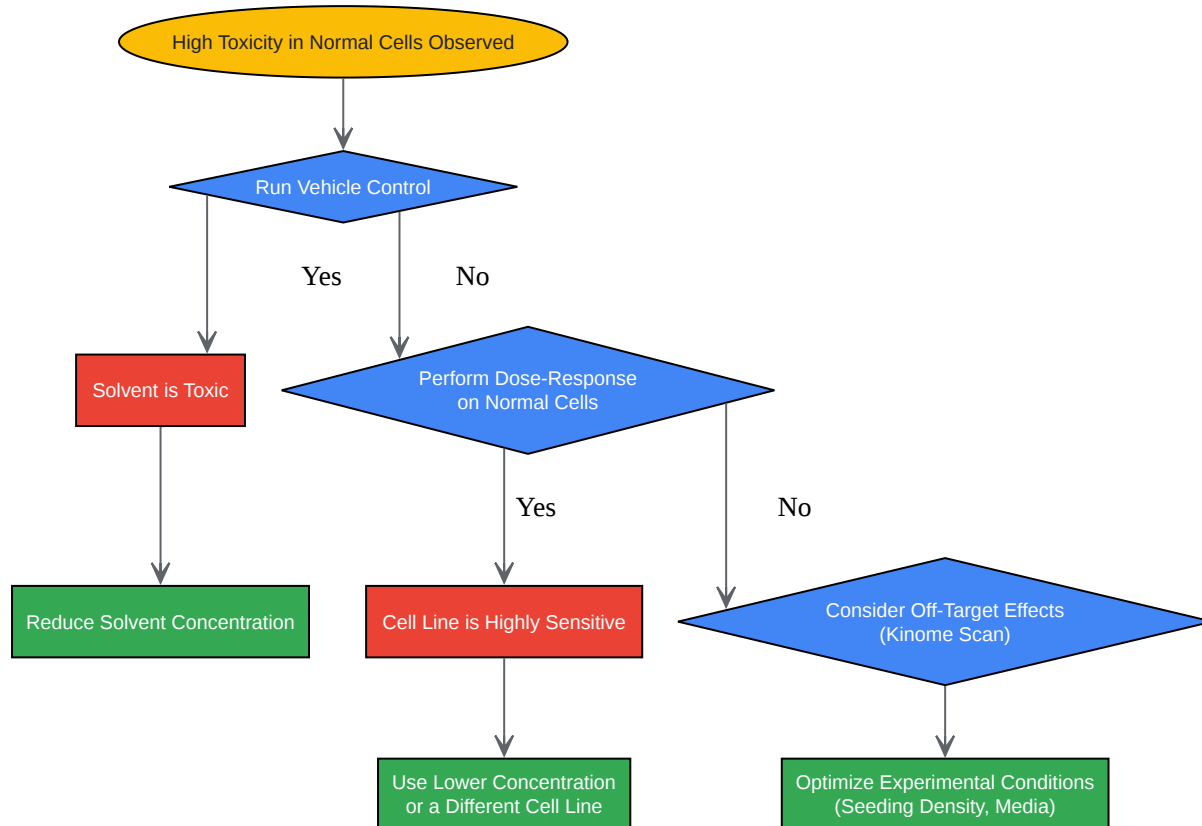 High Toxicity in Normal Cells Observed
Run Vehicle Control
Yes
No
Solvent is Toxic
Perform Dose-Response
on Normal Cells
Yes
No
Reduce Solvent Concentration
Cell Line is Highly Sensitive
Consider Off-Target Effects
(Kinome Scan)
Use Lower Concentration
or a Different Cell Line
Optimize Experimental Conditions
(Seeding Density, Media)